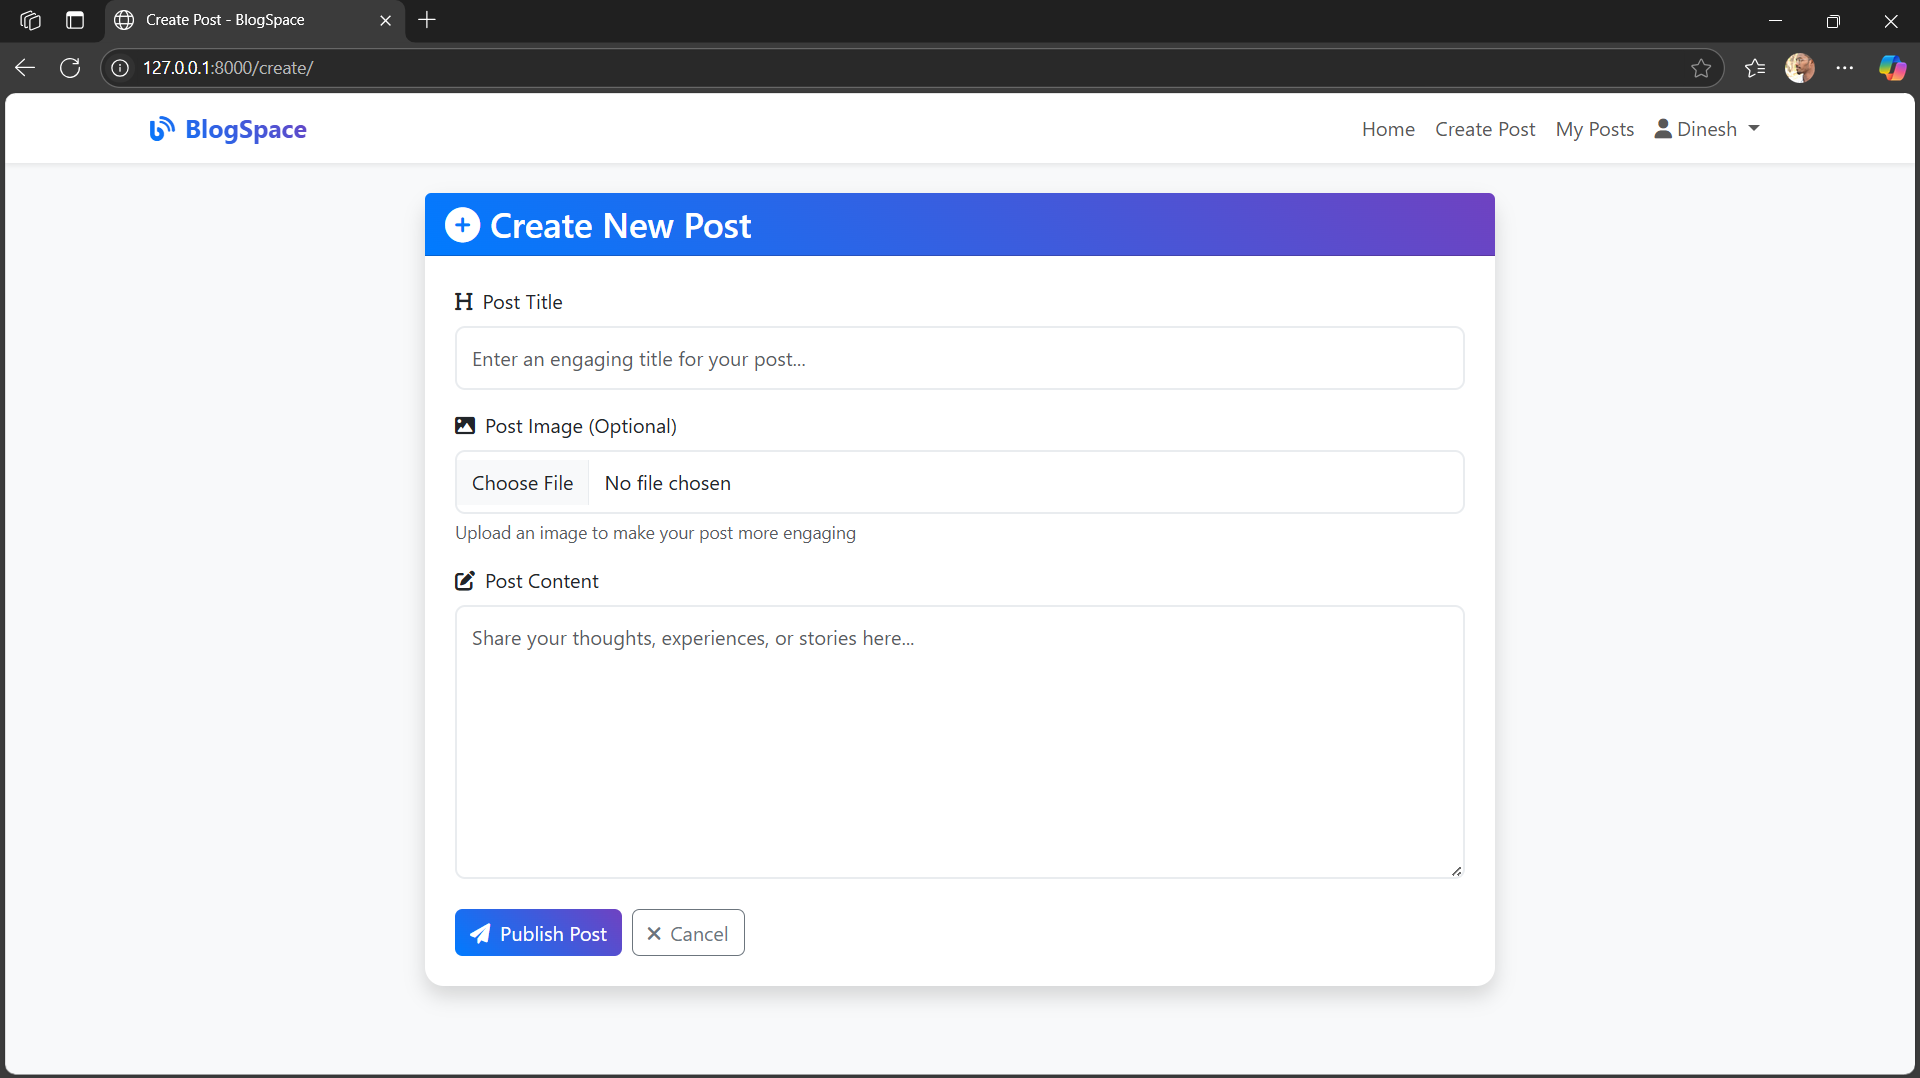 Create Post - BlogSpace
127.0.0.1:8000/create/
BlogSpace
Home Create Post My Posts Dinesh
Create New Post
Post Title
Enter an engaging title for your post...
Post Image (Optional)
Choose File No file chosen
Upload an image to make your post more engaging
Post Content
Share your thoughts, experiences, or stories here...
Publish Post Cancel